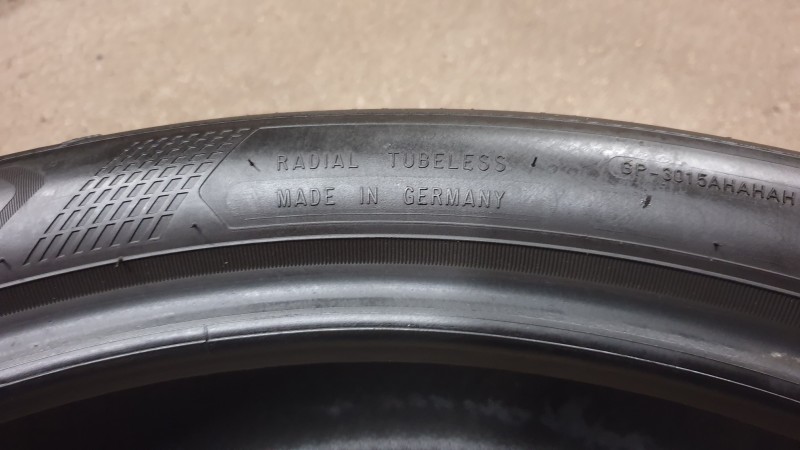 RADIAL TUBELESS
MADE IN GERMANY
GP-3015AHAHAH